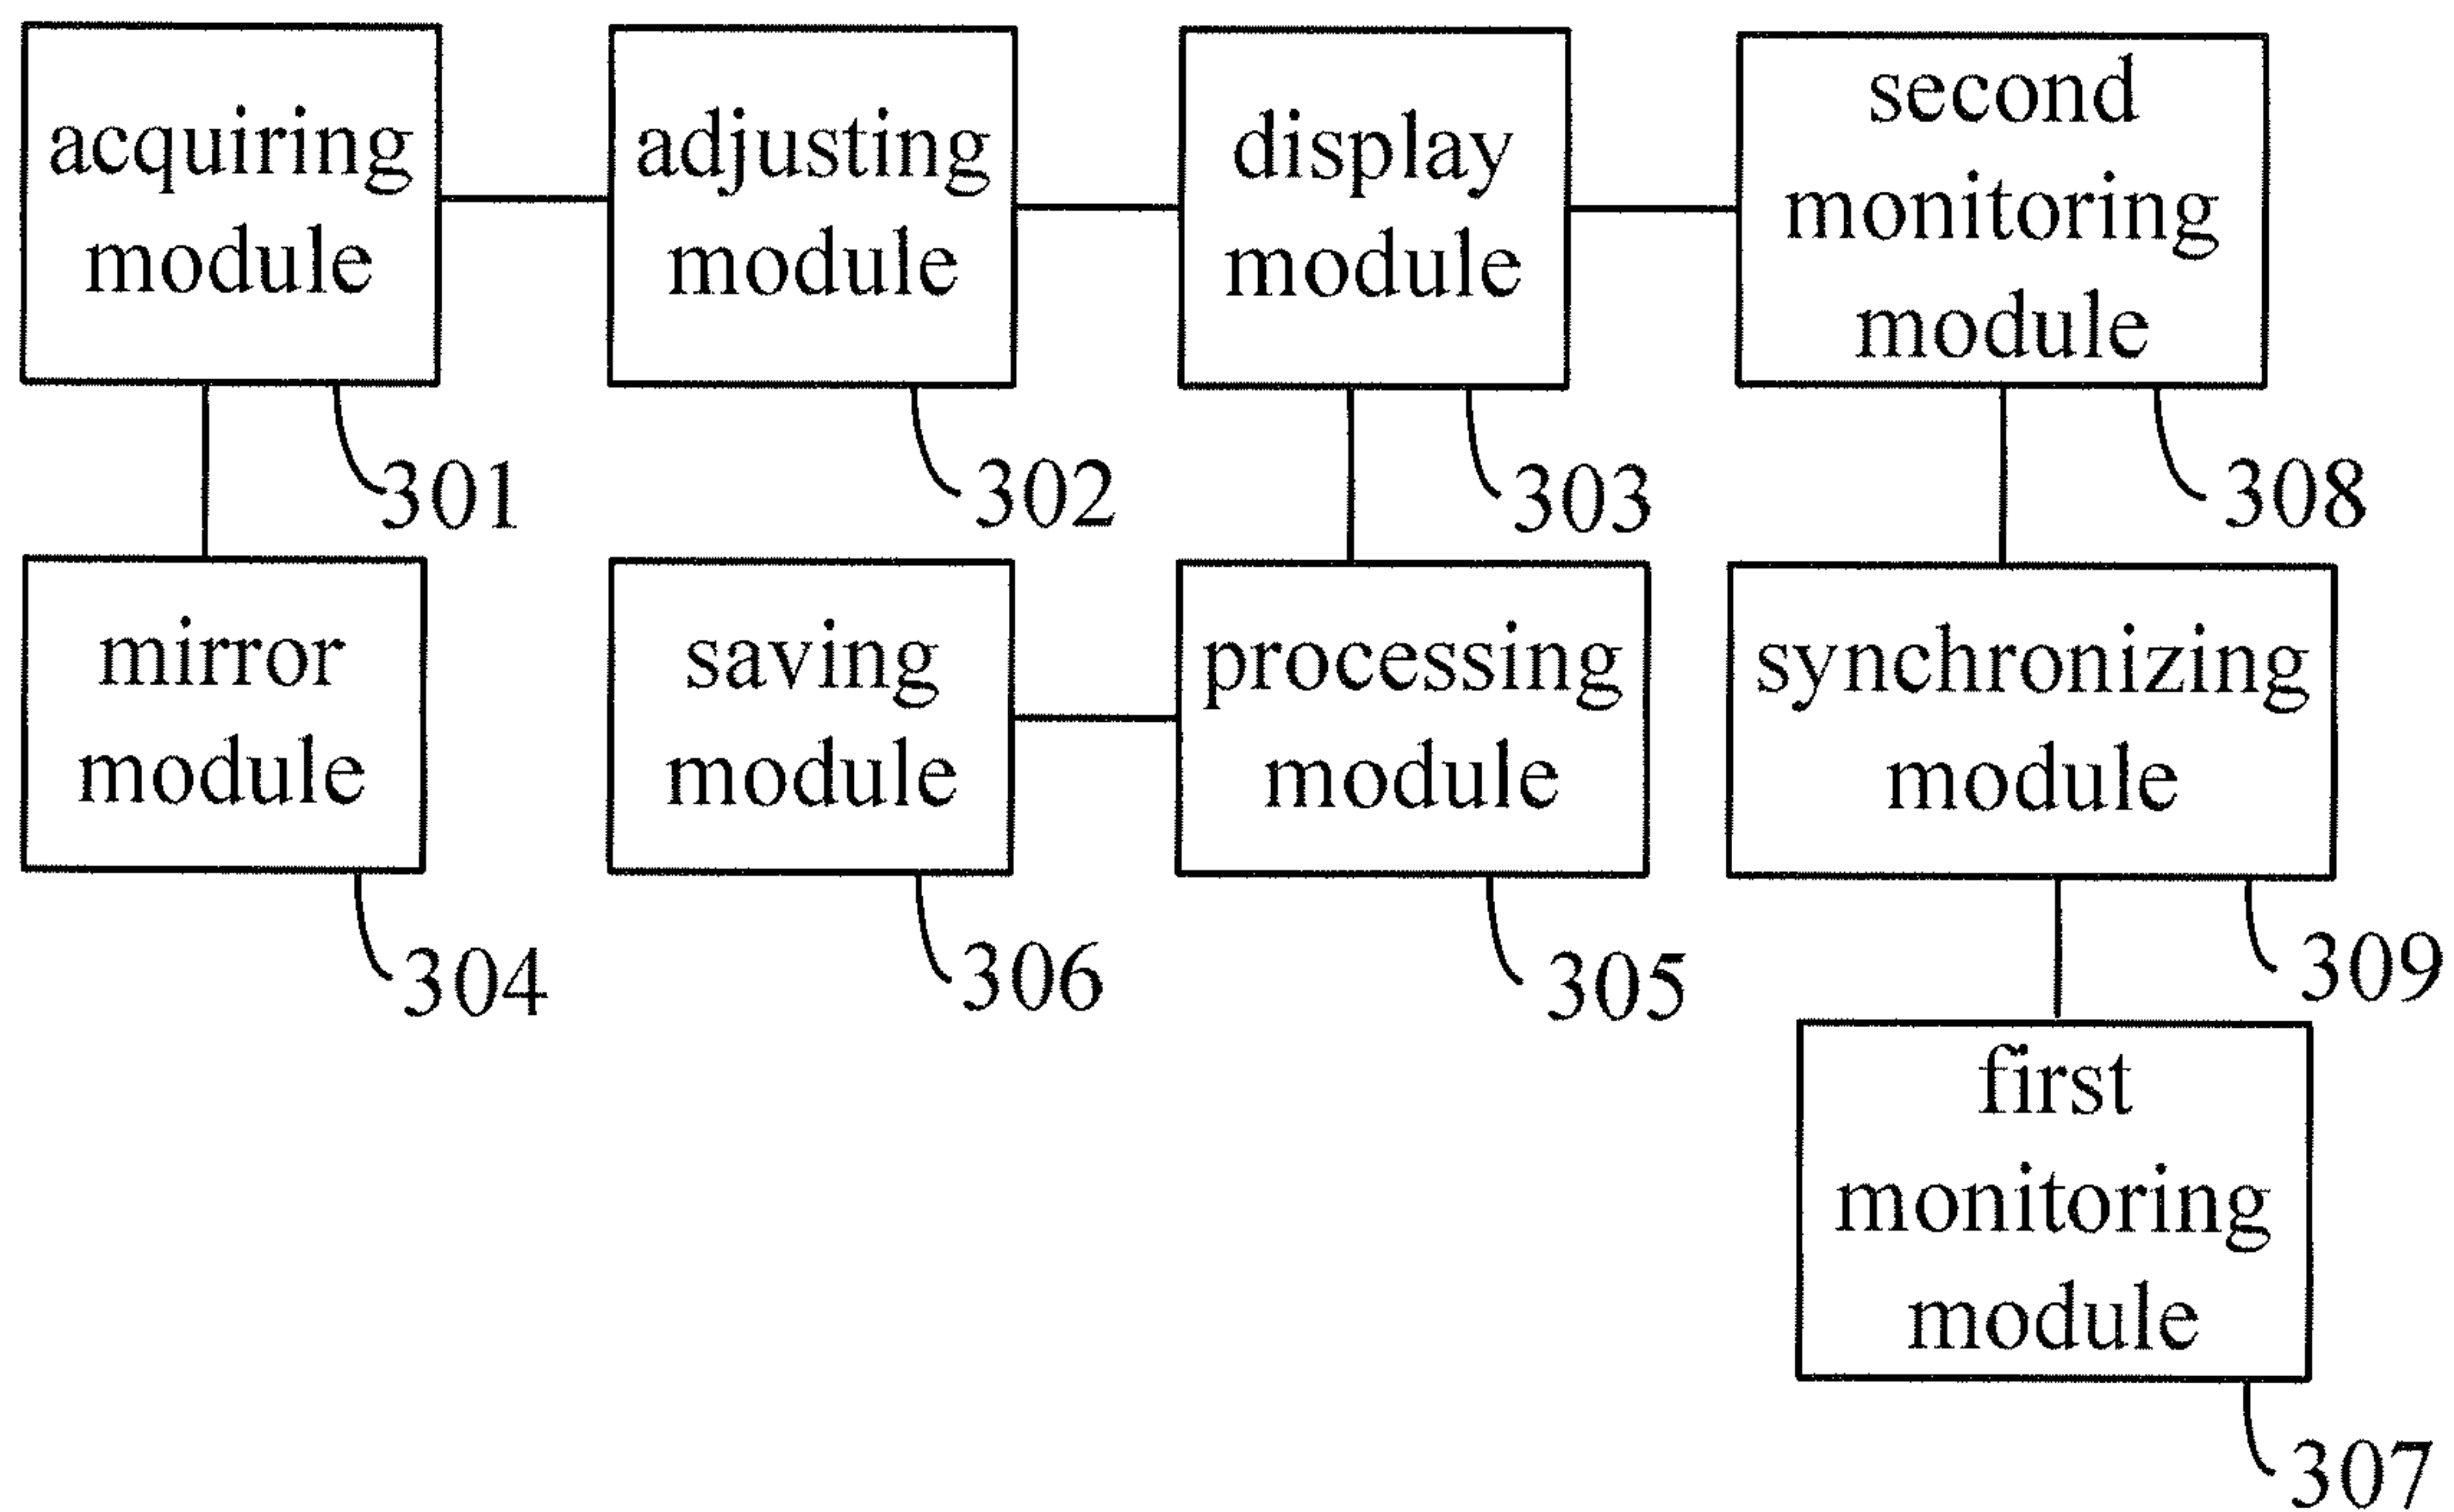 acquiring
module
301
adjusting
module
302
display
module
303
second
monitoring
module
308
mirror
module
304
saving
module
306
processing
module
305
synchronizing
module
309
first
monitoring
module
307